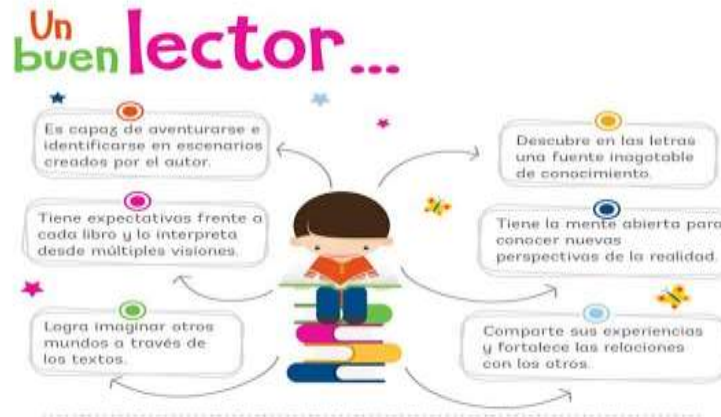 Un
buen lector...
Es capaz de aventurarse e
identificarse en escenarios
creados por el autor.
Tiene expectativas frente a
cada libro y lo interpreta
desde múltiples visiones.
Logra imaginar otros
mundos a través de
los textos.
Descubre en las letras
una fuente inagotable
de conocimiento.
Tiene la mente abierta para
conocer nuevas
perspectivas de la realidad.
Comparte sus experiencias
y fortalece las relaciones
con los otros.